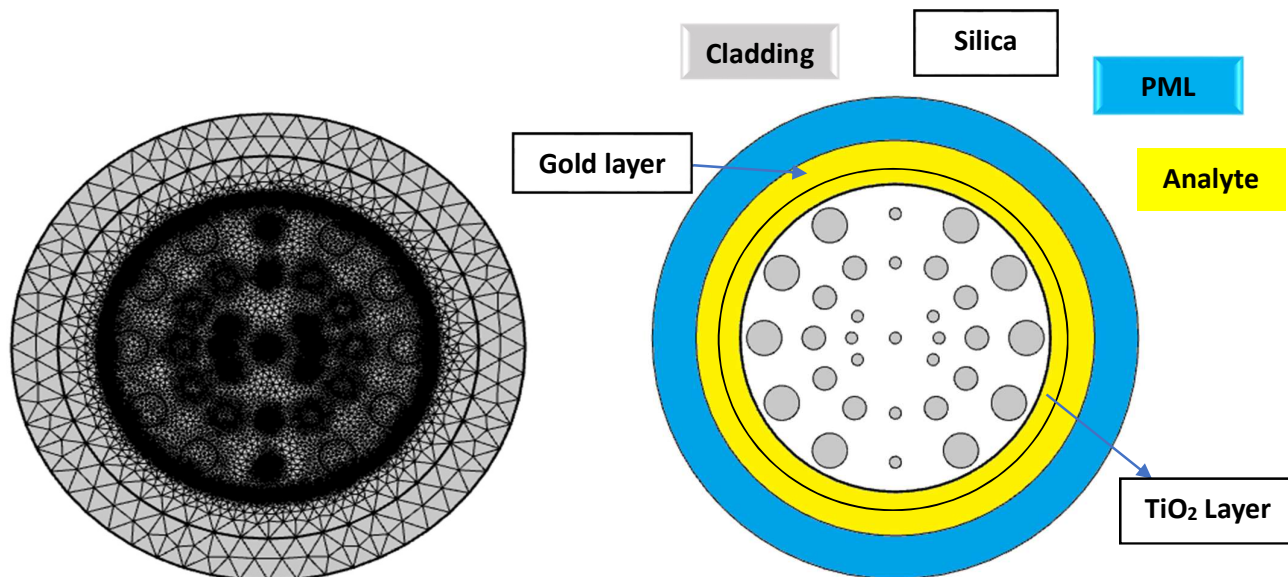 Cladding
Silica
PML
Gold layer
Analyte
TiO₂ Layer